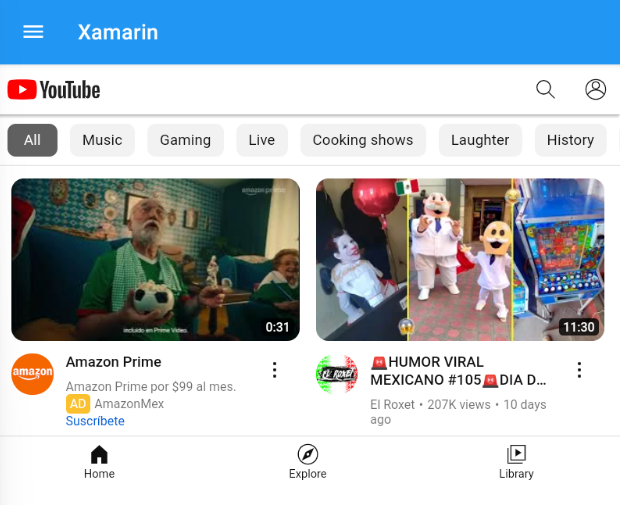 Xamarin
YouTube
All
Music
Gaming
Live
Cooking shows
Laughter
History
amazon prime
incluido en Prime Video.
0:31
11:30
amazon
Amazon Prime
Amazon Prime por $99 al mes.
AD AmazonMex
Suscríbete
EL ROXET
🚨HUMOR VIRAL
MEXICANO #105🚨DIA D...
El Roxet • 207K views • 10 days
ago
Home
Explore
Library